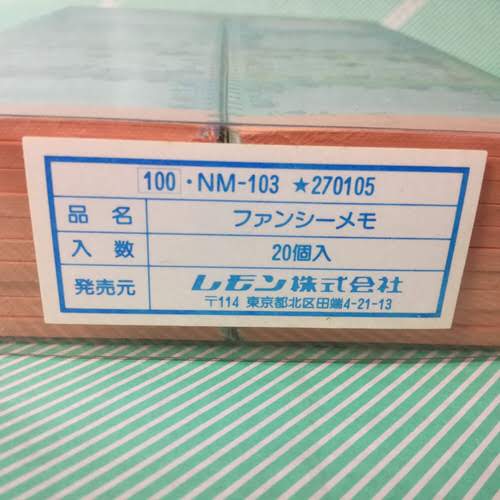 100・NM-103 ★270105
品名 ファンシーメモ
入数 20個入
発売元 レモン株式会社
〒114 東京都北区田端4-21-13